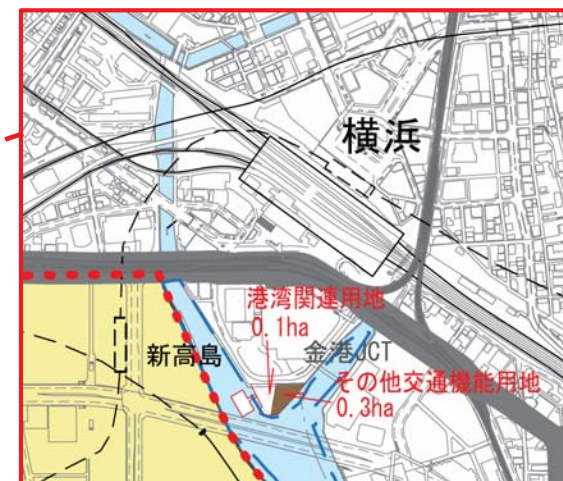 横浜
港湾関連用地
0.1ha
新高島
金港JCT
その他交通機能用地
0.3ha